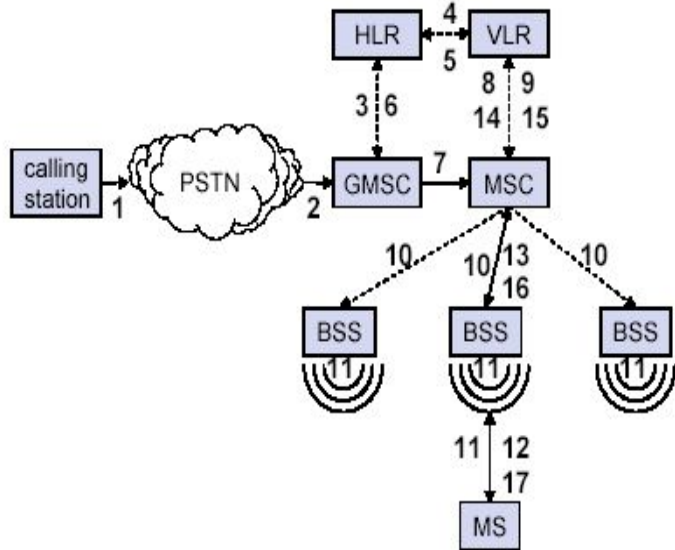 4
HLR
VLR
5
8 9
3 6
14 15
calling
station
PSTN
GMSC
7
MSC
1
2
10
10
13
10
16
BSS
BSS
BSS
11
11
11
11
12
17
MS